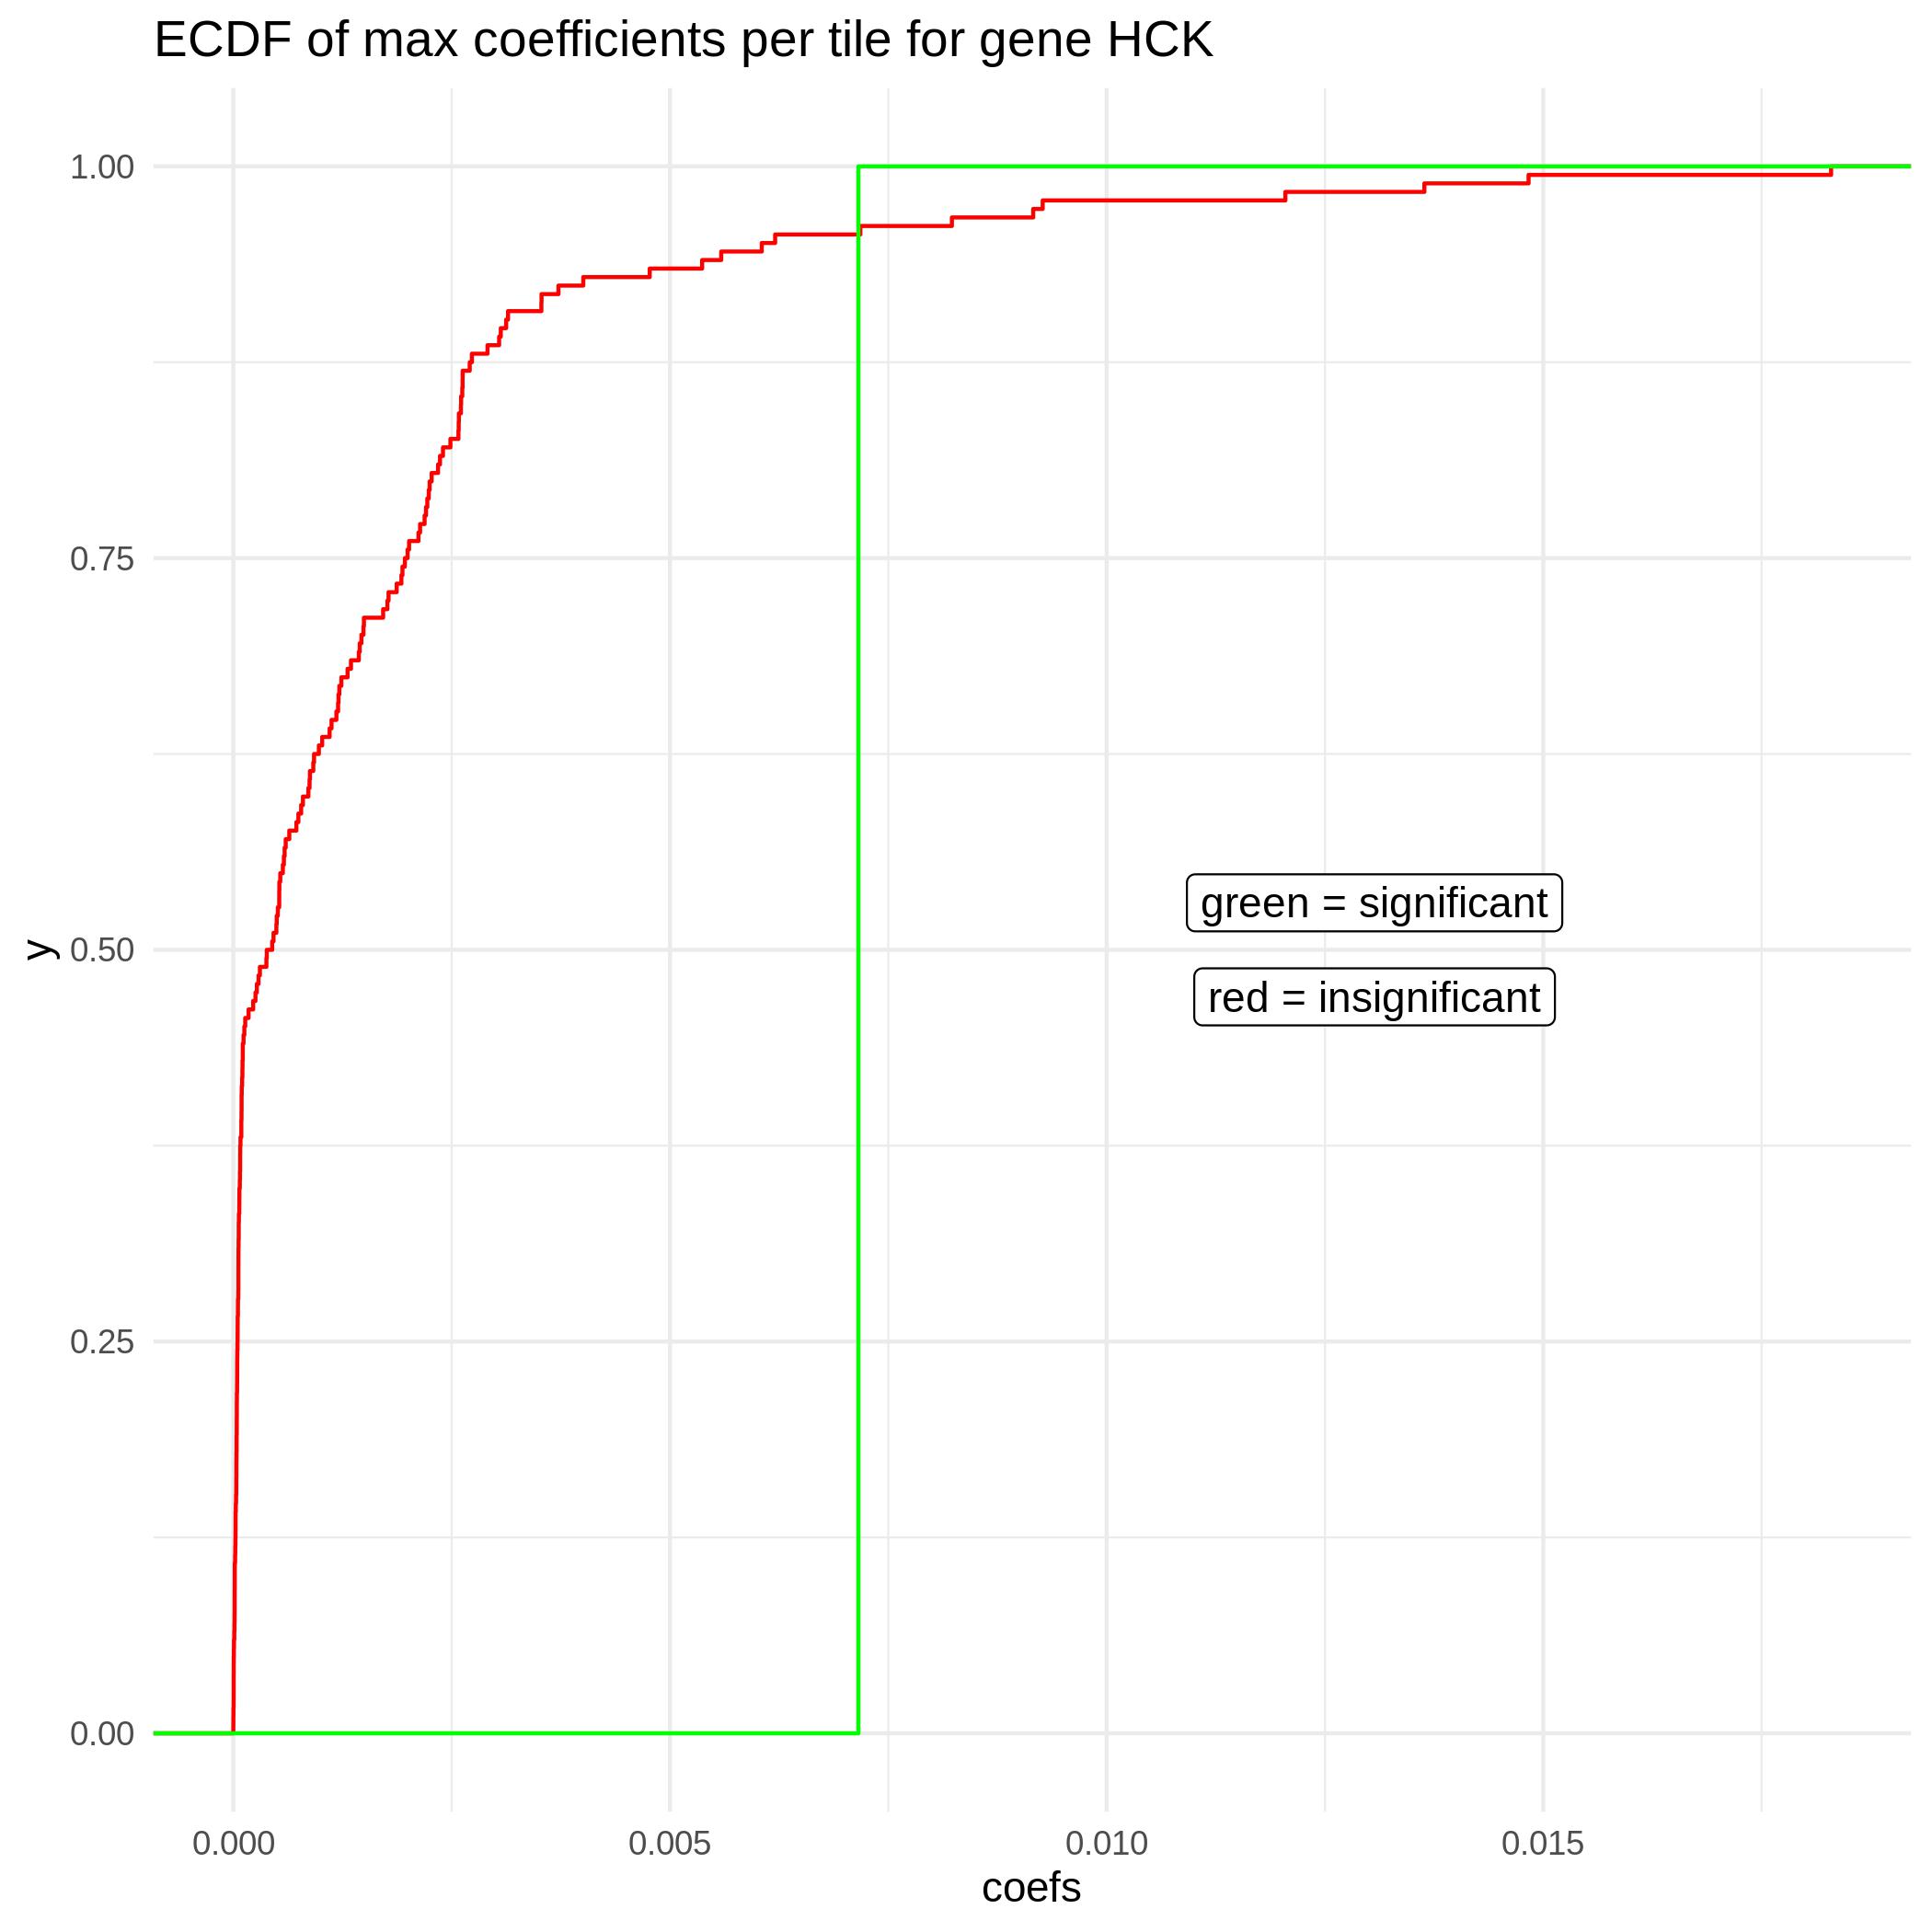 ECDF of max coefficients per tile for gene HCK
1.00
0.75
0.50
0.25
0.00
y
green = significant
red = insignificant
0.000 0.005 0.010 0.015
coefs